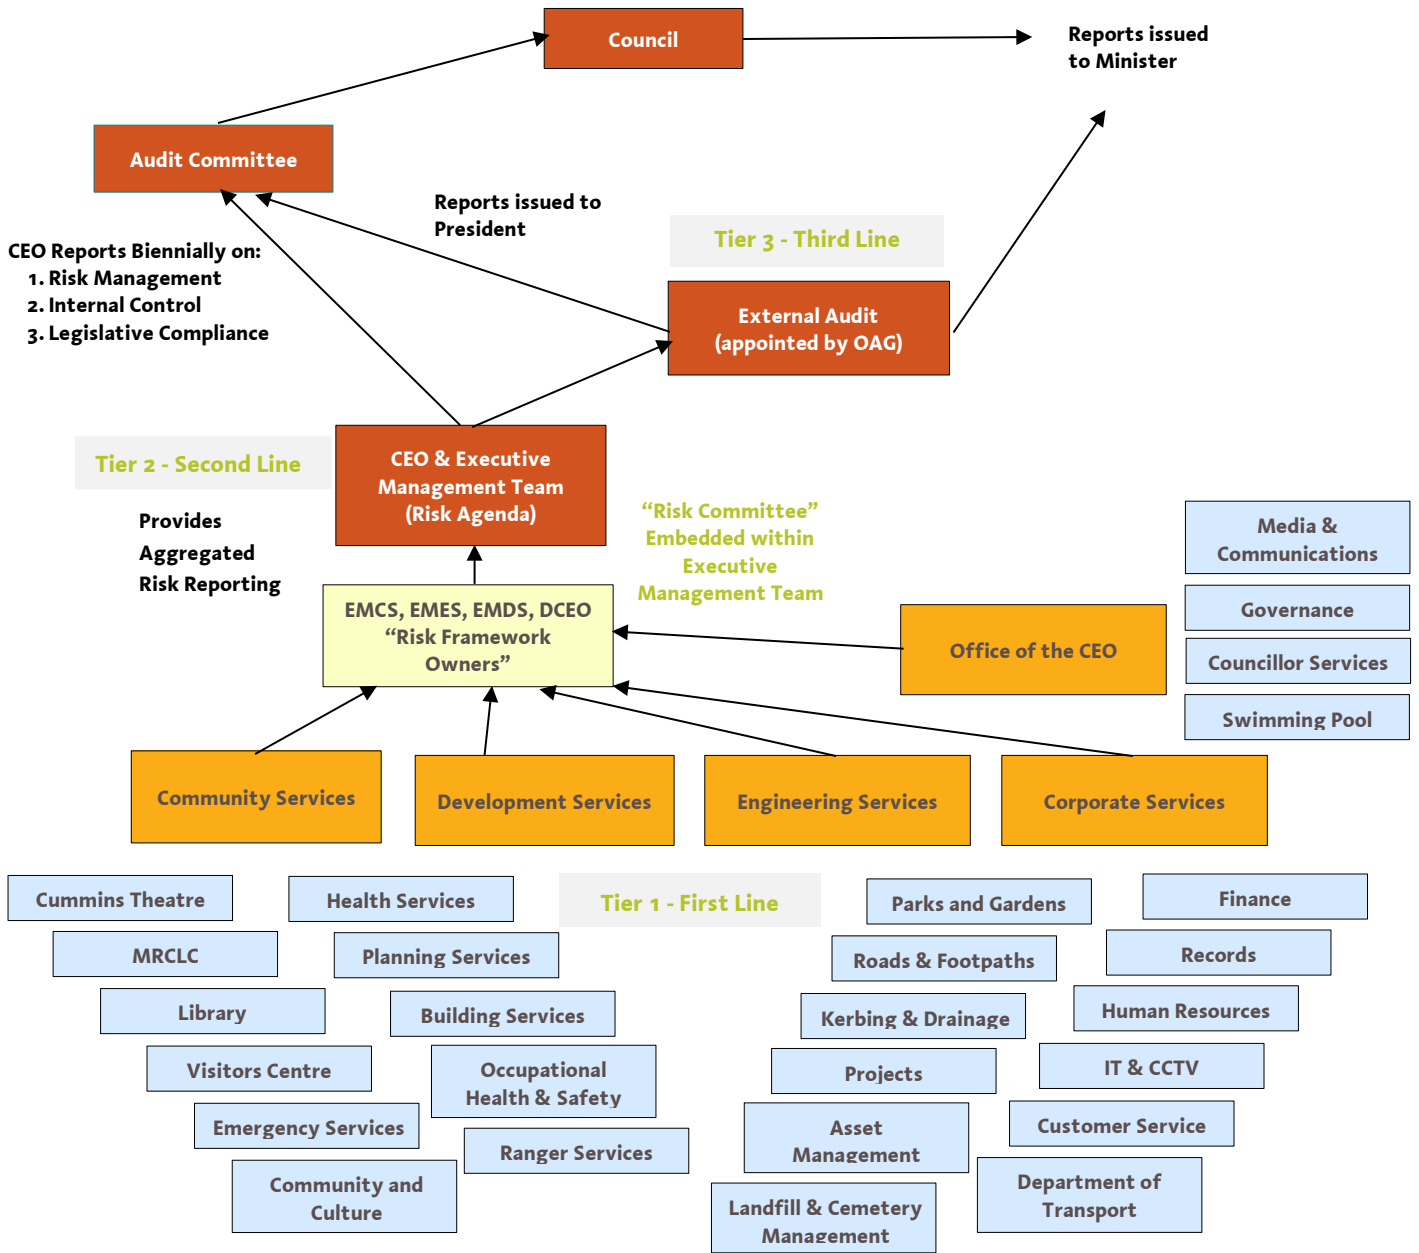 Council
Reports issued
to Minister
Audit Committee
Reports issued to
President
Tier 3 - Third Line
CEO Reports Biennially on:
1. Risk Management
2. Internal Control
3. Legislative Compliance
External Audit
(appointed by OAG)
Tier 2 - Second Line
CEO & Executive
Management Team
(Risk Agenda)
Provides
Aggregated
Risk Reporting
“Risk Committee”
Embedded within
Executive
Management Team
Media &
Communications
Governance
Councillor Services
Swimming Pool
EMCS, EMES, EMDS, DCEO
“Risk Framework
Owners”
Office of the CEO
Community Services
Development Services
Engineering Services
Corporate Services
Tier 1 - First Line
Cummins Theatre
MRCLC
Library
Visitors Centre
Emergency Services
Community and
Culture
Health Services
Planning Services
Building Services
Occupational
Health & Safety
Ranger Services
Parks and Gardens
Roads & Footpaths
Kerbing & Drainage
Projects
Asset
Management
Landfill & Cemetery
Management
Finance
Records
Human Resources
IT & CCTV
Customer Service
Department of
Transport